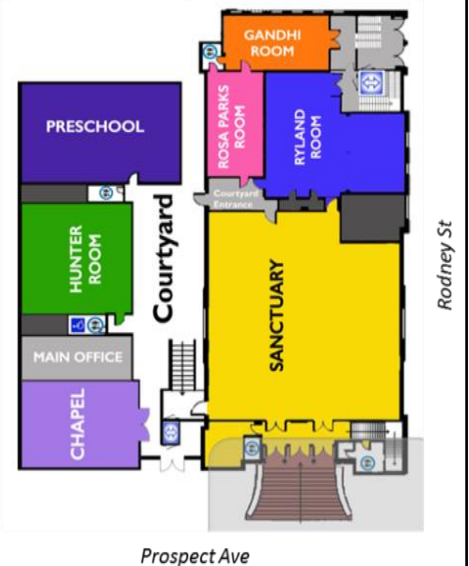 GANDHI
ROOM
ROSA PARKS
ROOM
RYLAND
ROOM
PRESCHOOL
Courtyard
Entrance
HUNTER
ROOM
Courtyard
SANCTUARY
MAIN OFFICE
CHAPEL
Rodney St
Prospect Ave